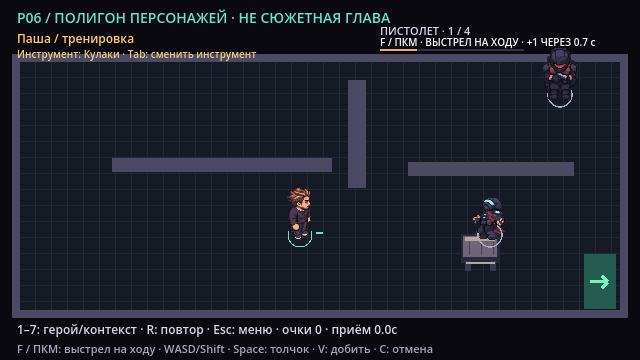 P06 / ПОЛИГОН ПЕРСОНАЖЕЙ · НЕ СЮЖЕТНАЯ ГЛАВА
Паша / тренировка
ПИСТОЛЕТ · 1 / 4
F / ПКМ · ВЫСТРЕЛ НА ХОДУ · +1 ЧЕРЕЗ 0.7 с
Инструмент: Кулаки · Tab: сменить инструмент
1–7: герой/контекст · R: повтор · Esc: меню · очки 0 · приём 0.0с
F / ПКМ: выстрел на ходу · WASD/Shift · Space: толчок · V: добить · C: отмена